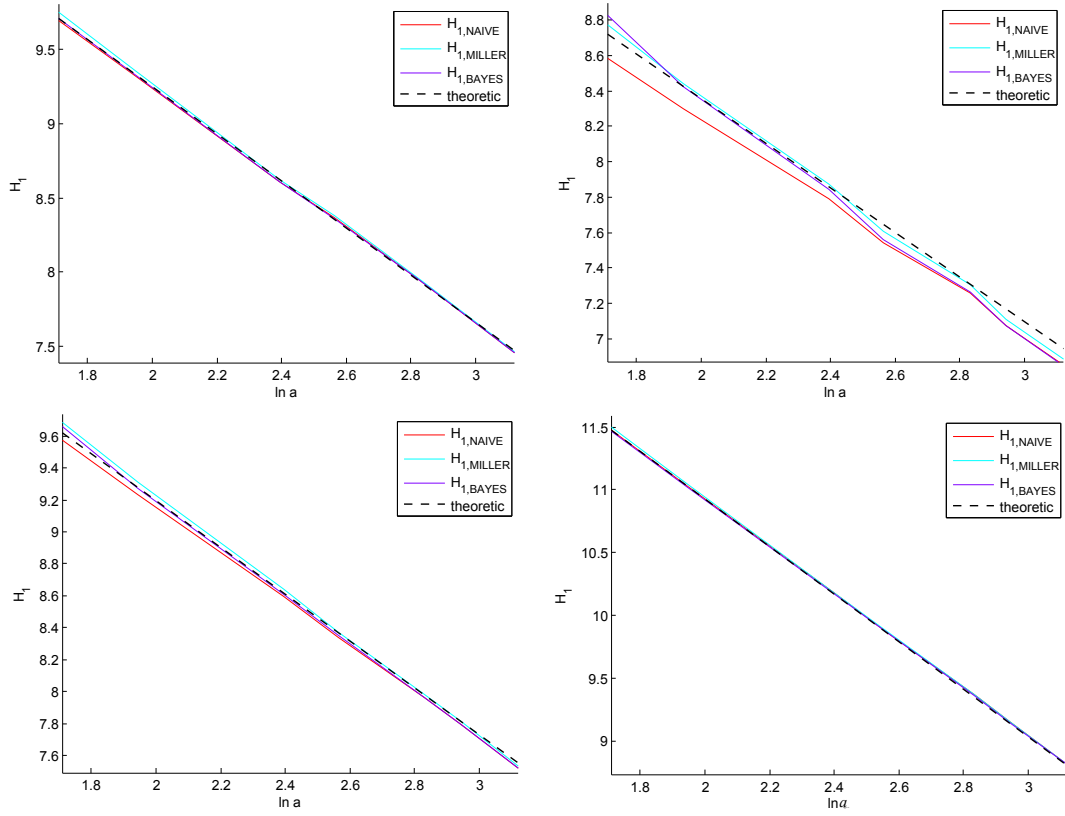 H1,NAIVE
H1,MILLER
H1,BAYES
theoretic
9.5
9
8.5
8
7.5
H1
1.8 2 2.2 2.4 2.6 2.8 3
ln a
H1,NAIVE
H1,MILLER
H1,BAYES
theoretic
8.8
8.6
8.4
8.2
8
7.8
7.6
7.4
7.2
7
H1
1.8 2 2.2 2.4 2.6 2.8 3
ln a
H1,NAIVE
H1,MILLER
H1,BAYES
theoretic
9.6
9.4
9.2
9
8.8
8.6
8.4
8.2
8
7.8
7.6
H1
1.8 2 2.2 2.4 2.6 2.8 3
ln a
H1,NAIVE
H1,MILLER
H1,BAYES
theoretic
11.5
11
10.5
10
9.5
9
H1
1.8 2 2.2 2.4 2.6 2.8 3
ln a